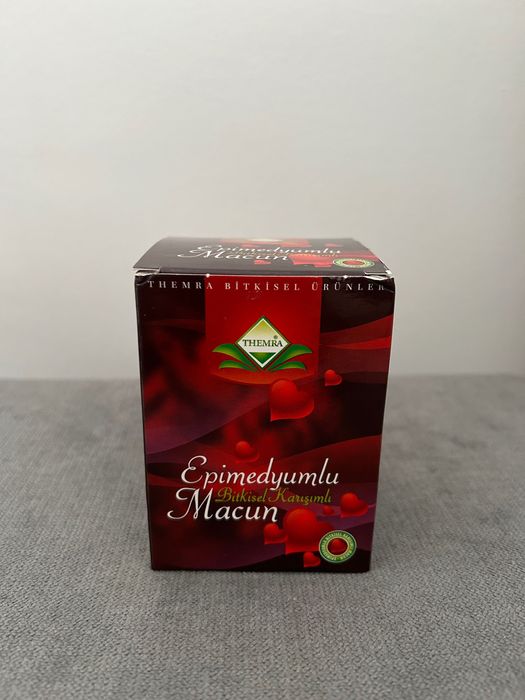 Epimedyumlu
Macun
THEMRA BİTKİSEL ÜRÜNLER
THEMRA®
Epimedyumlu
Bitkisel Karışımlı
Macun